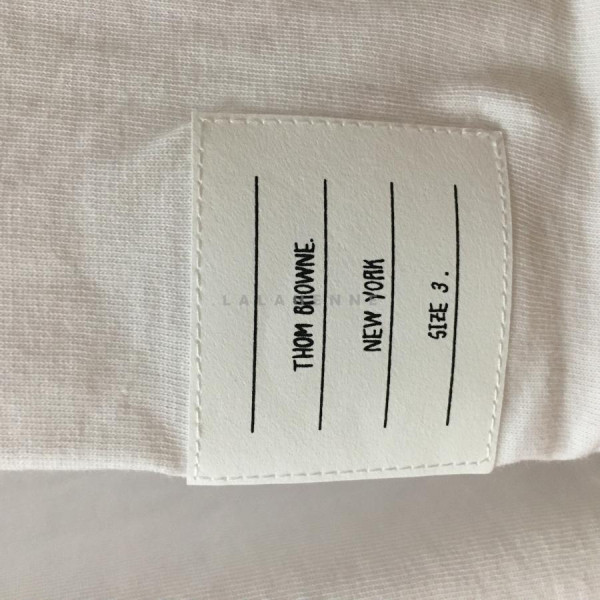 THOM BROWNE.
NEW YORK
SIZE 3.